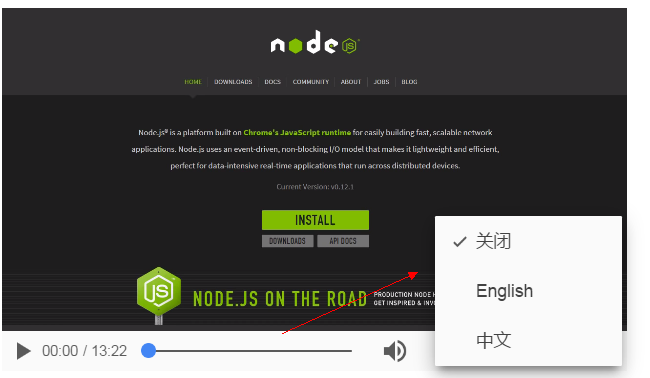 node JS
HOME DOWNLOADS DOCS COMMUNITY ABOUT JOBS BLOG
Node.js® is a platform built on Chrome's JavaScript runtime for easily building fast, scalable network
applications. Node.js uses an event-driven, non-blocking I/O model that makes it lightweight and efficient,
perfect for data-intensive real-time applications that run across distributed devices.
Current Version: v0.12.1
INSTALL
DOWNLOADS API DOCS
JS NODE.JS ON THE ROAD
PRODUCTION NODE
GET INSPIRED &
关闭
English
中文
00:00 / 13:22